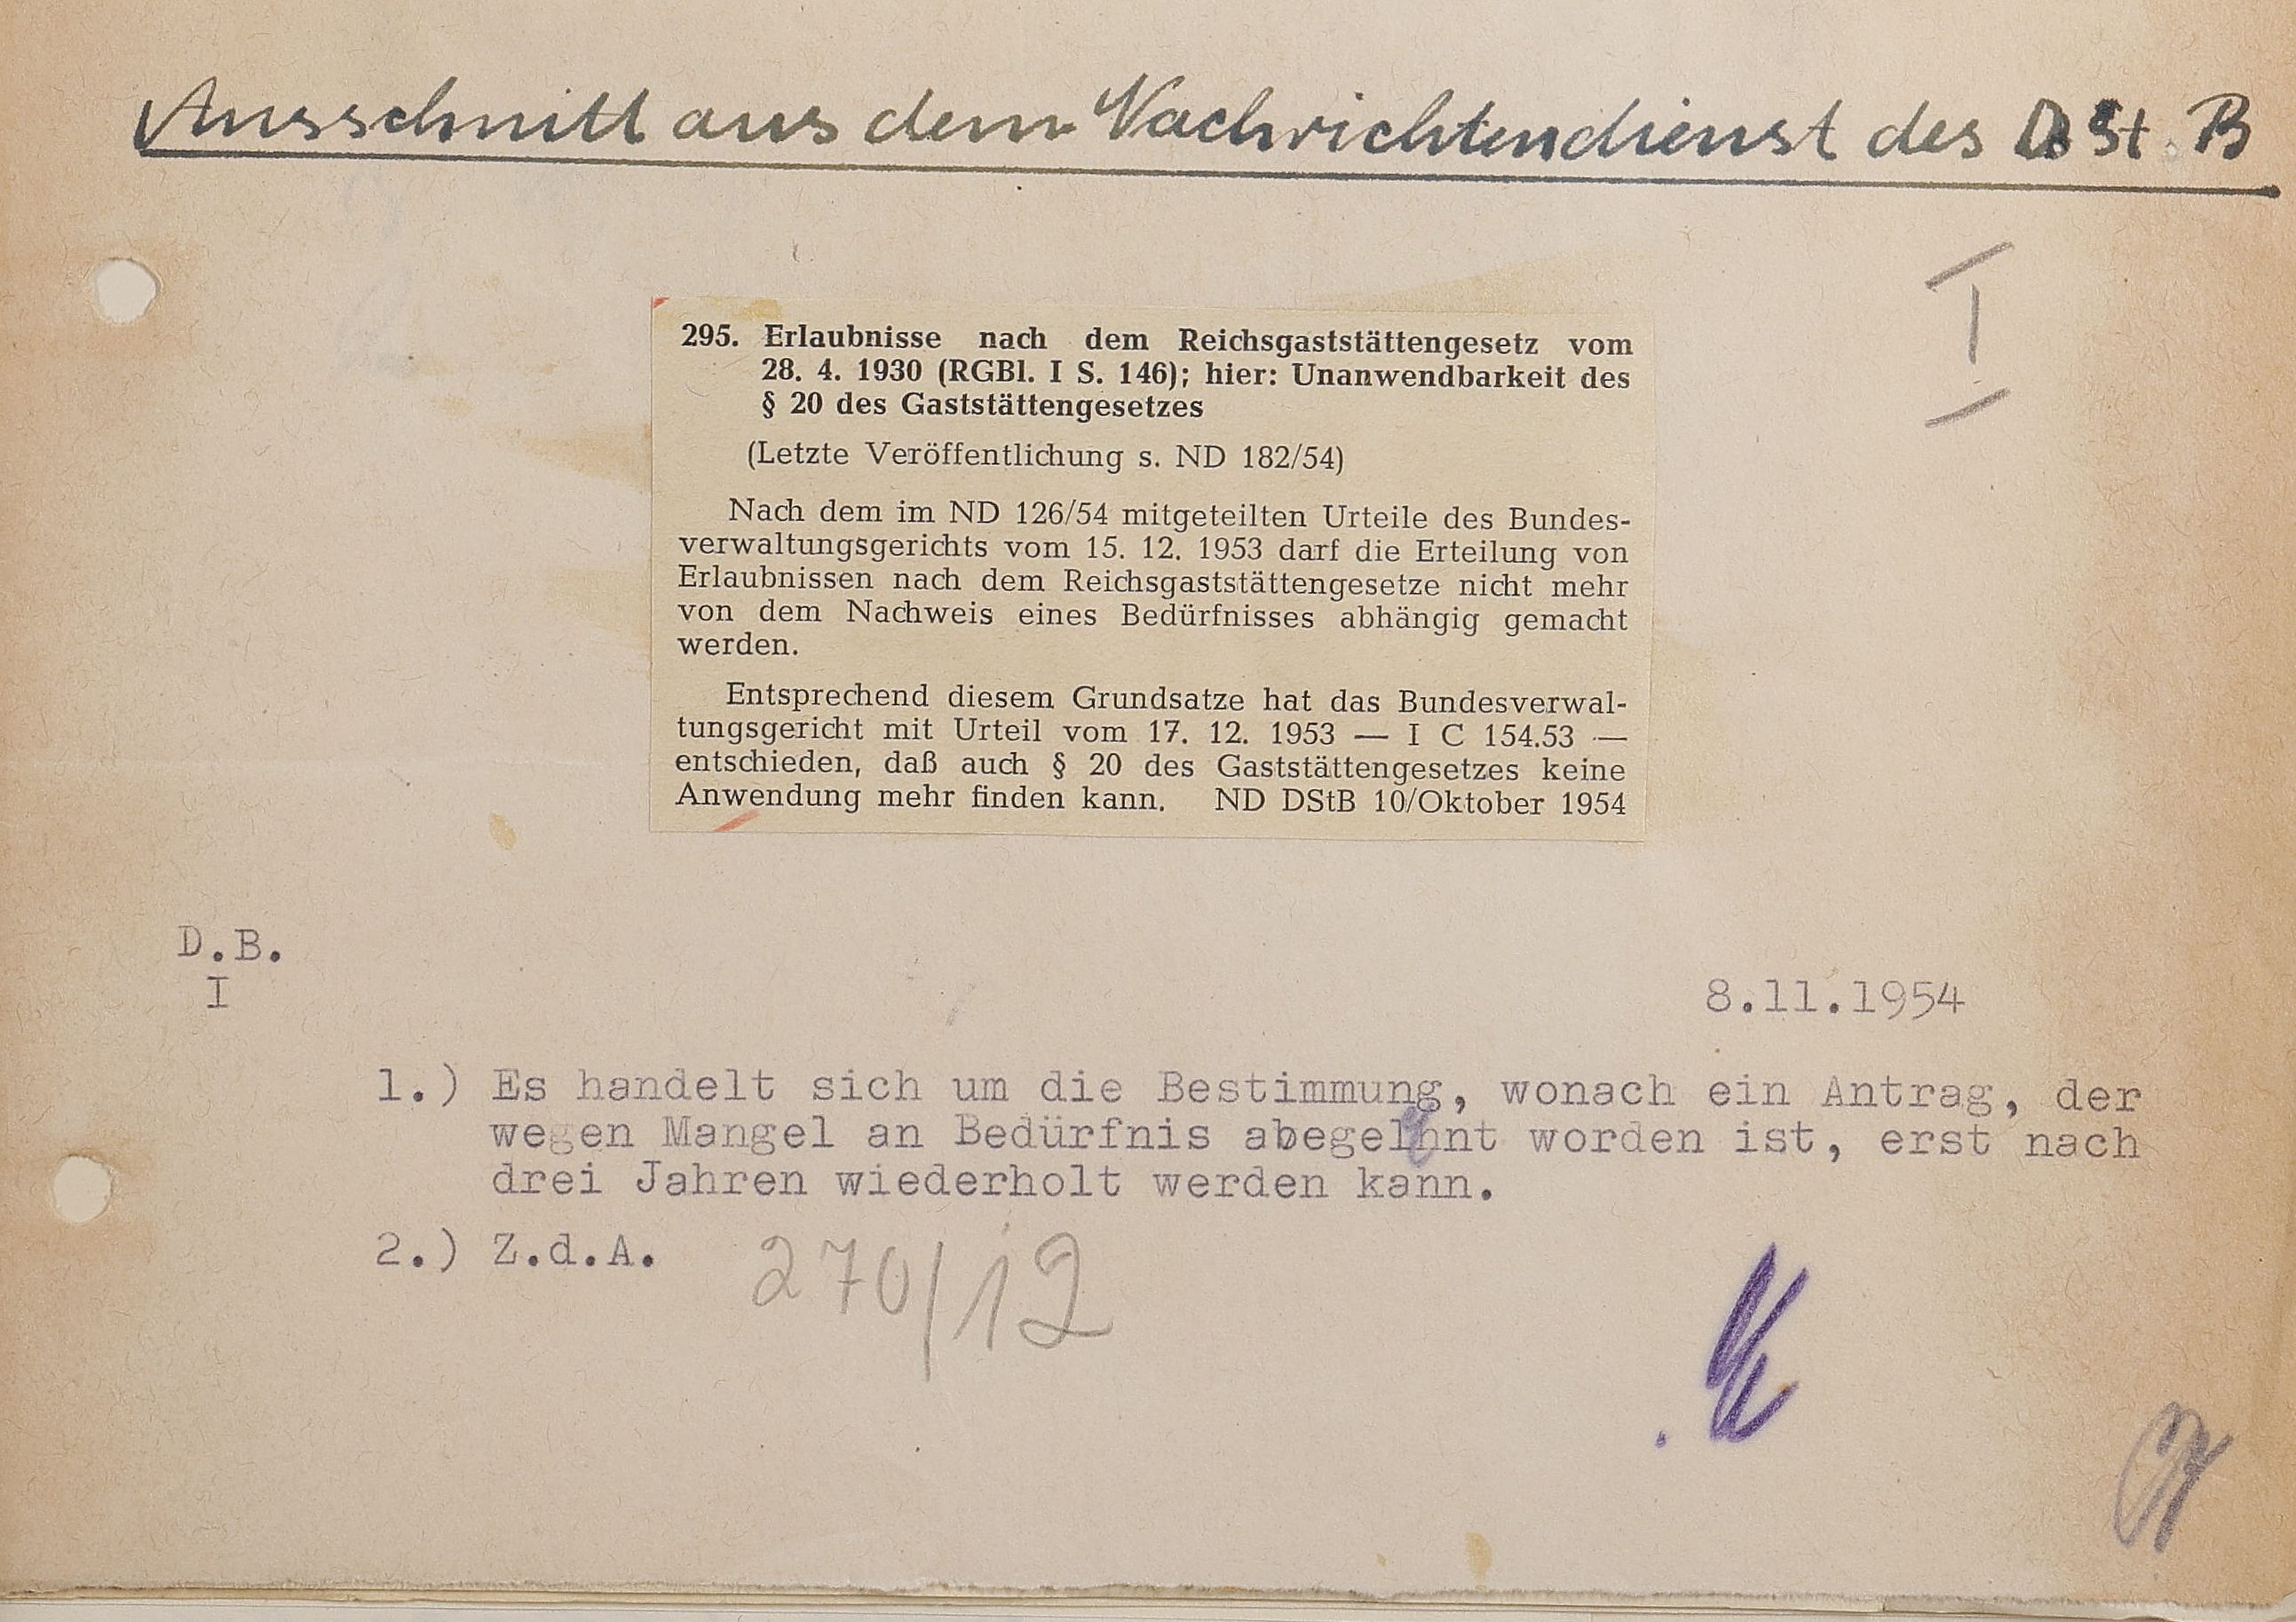 Ausschnitt aus dem Nachrichtendienst des DSt. B
I
295. Erlaubnisse nach dem Reichsgaststättengesetz vom
28. 4. 1930 (RGBl. I S. 146); hier: Unanwendbarkeit des
§ 20 des Gaststättengesetzes
(Letzte Veröffentlichung s. ND 182/54)
Nach dem im ND 126/54 mitgeteilten Urteile des Bundes-
verwaltungsgerichts vom 15. 12. 1953 darf die Erteilung von
Erlaubnissen nach dem Reichsgaststättengesetze nicht mehr
von dem Nachweis eines Bedürfnisses abhängig gemacht
werden.
Entsprechend diesem Grundsatze hat das Bundesverwal-
tungsgericht mit Urteil vom 17. 12. 1953 — I C 154.53 —
entschieden, daß auch § 20 des Gaststättengesetzes keine
Anwendung mehr finden kann. ND DStB 10/Oktober 1954
D.B.
I
8.11.1954
1.) Es handelt sich um die Bestimmung, wonach ein Antrag, der
wegen Mangel an Bedürfnis abegelhnt worden ist, erst nach
drei Jahren wiederholt werden kann.
2.) Z.d.A. 270/12